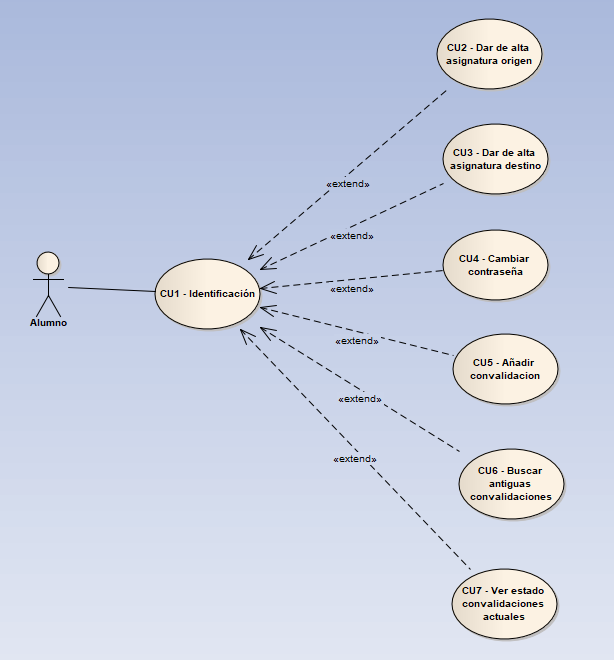 CU2 - Dar de alta
asignatura origen
CU3 - Dar de alta
asignatura destino
«extend»
«extend»
CU4 - Cambiar
contraseña
«extend»
CU1 - Identificación
Alumno
«extend»
CU5 - Añadir
convalidacion
«extend»
CU6 - Buscar
antiguas
convalidaciones
«extend»
CU7 - Ver estado
convalidaciones
actuales